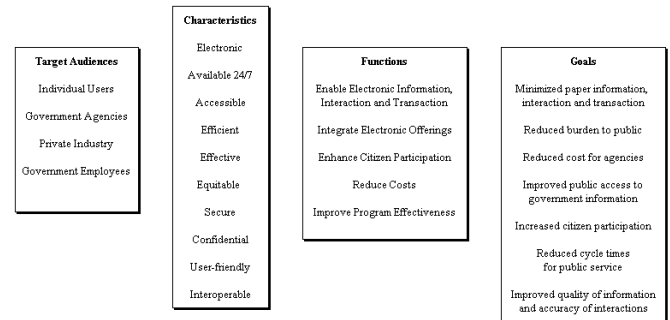 Target Audiences
Individual Users
Government Agencies
Private Industry
Government Employees
Characteristics
Electronic
Available 24/7
Accessible
Efficient
Effective
Equitable
Secure
Confidential
User-friendly
Interoperable
Functions
Enable Electronic Information,
Interaction and Transaction
Integrate Electronic Offerings
Enhance Citizen Participation
Reduce Costs
Improve Program Effectiveness
Goals
Minimized paper information,
interaction and transaction
Reduced burden to public
Reduced cost for agencies
Improved public access to
government information
Increased citizen participation
Reduced cycle times
for public service
Improved quality of information
and accuracy of interactions